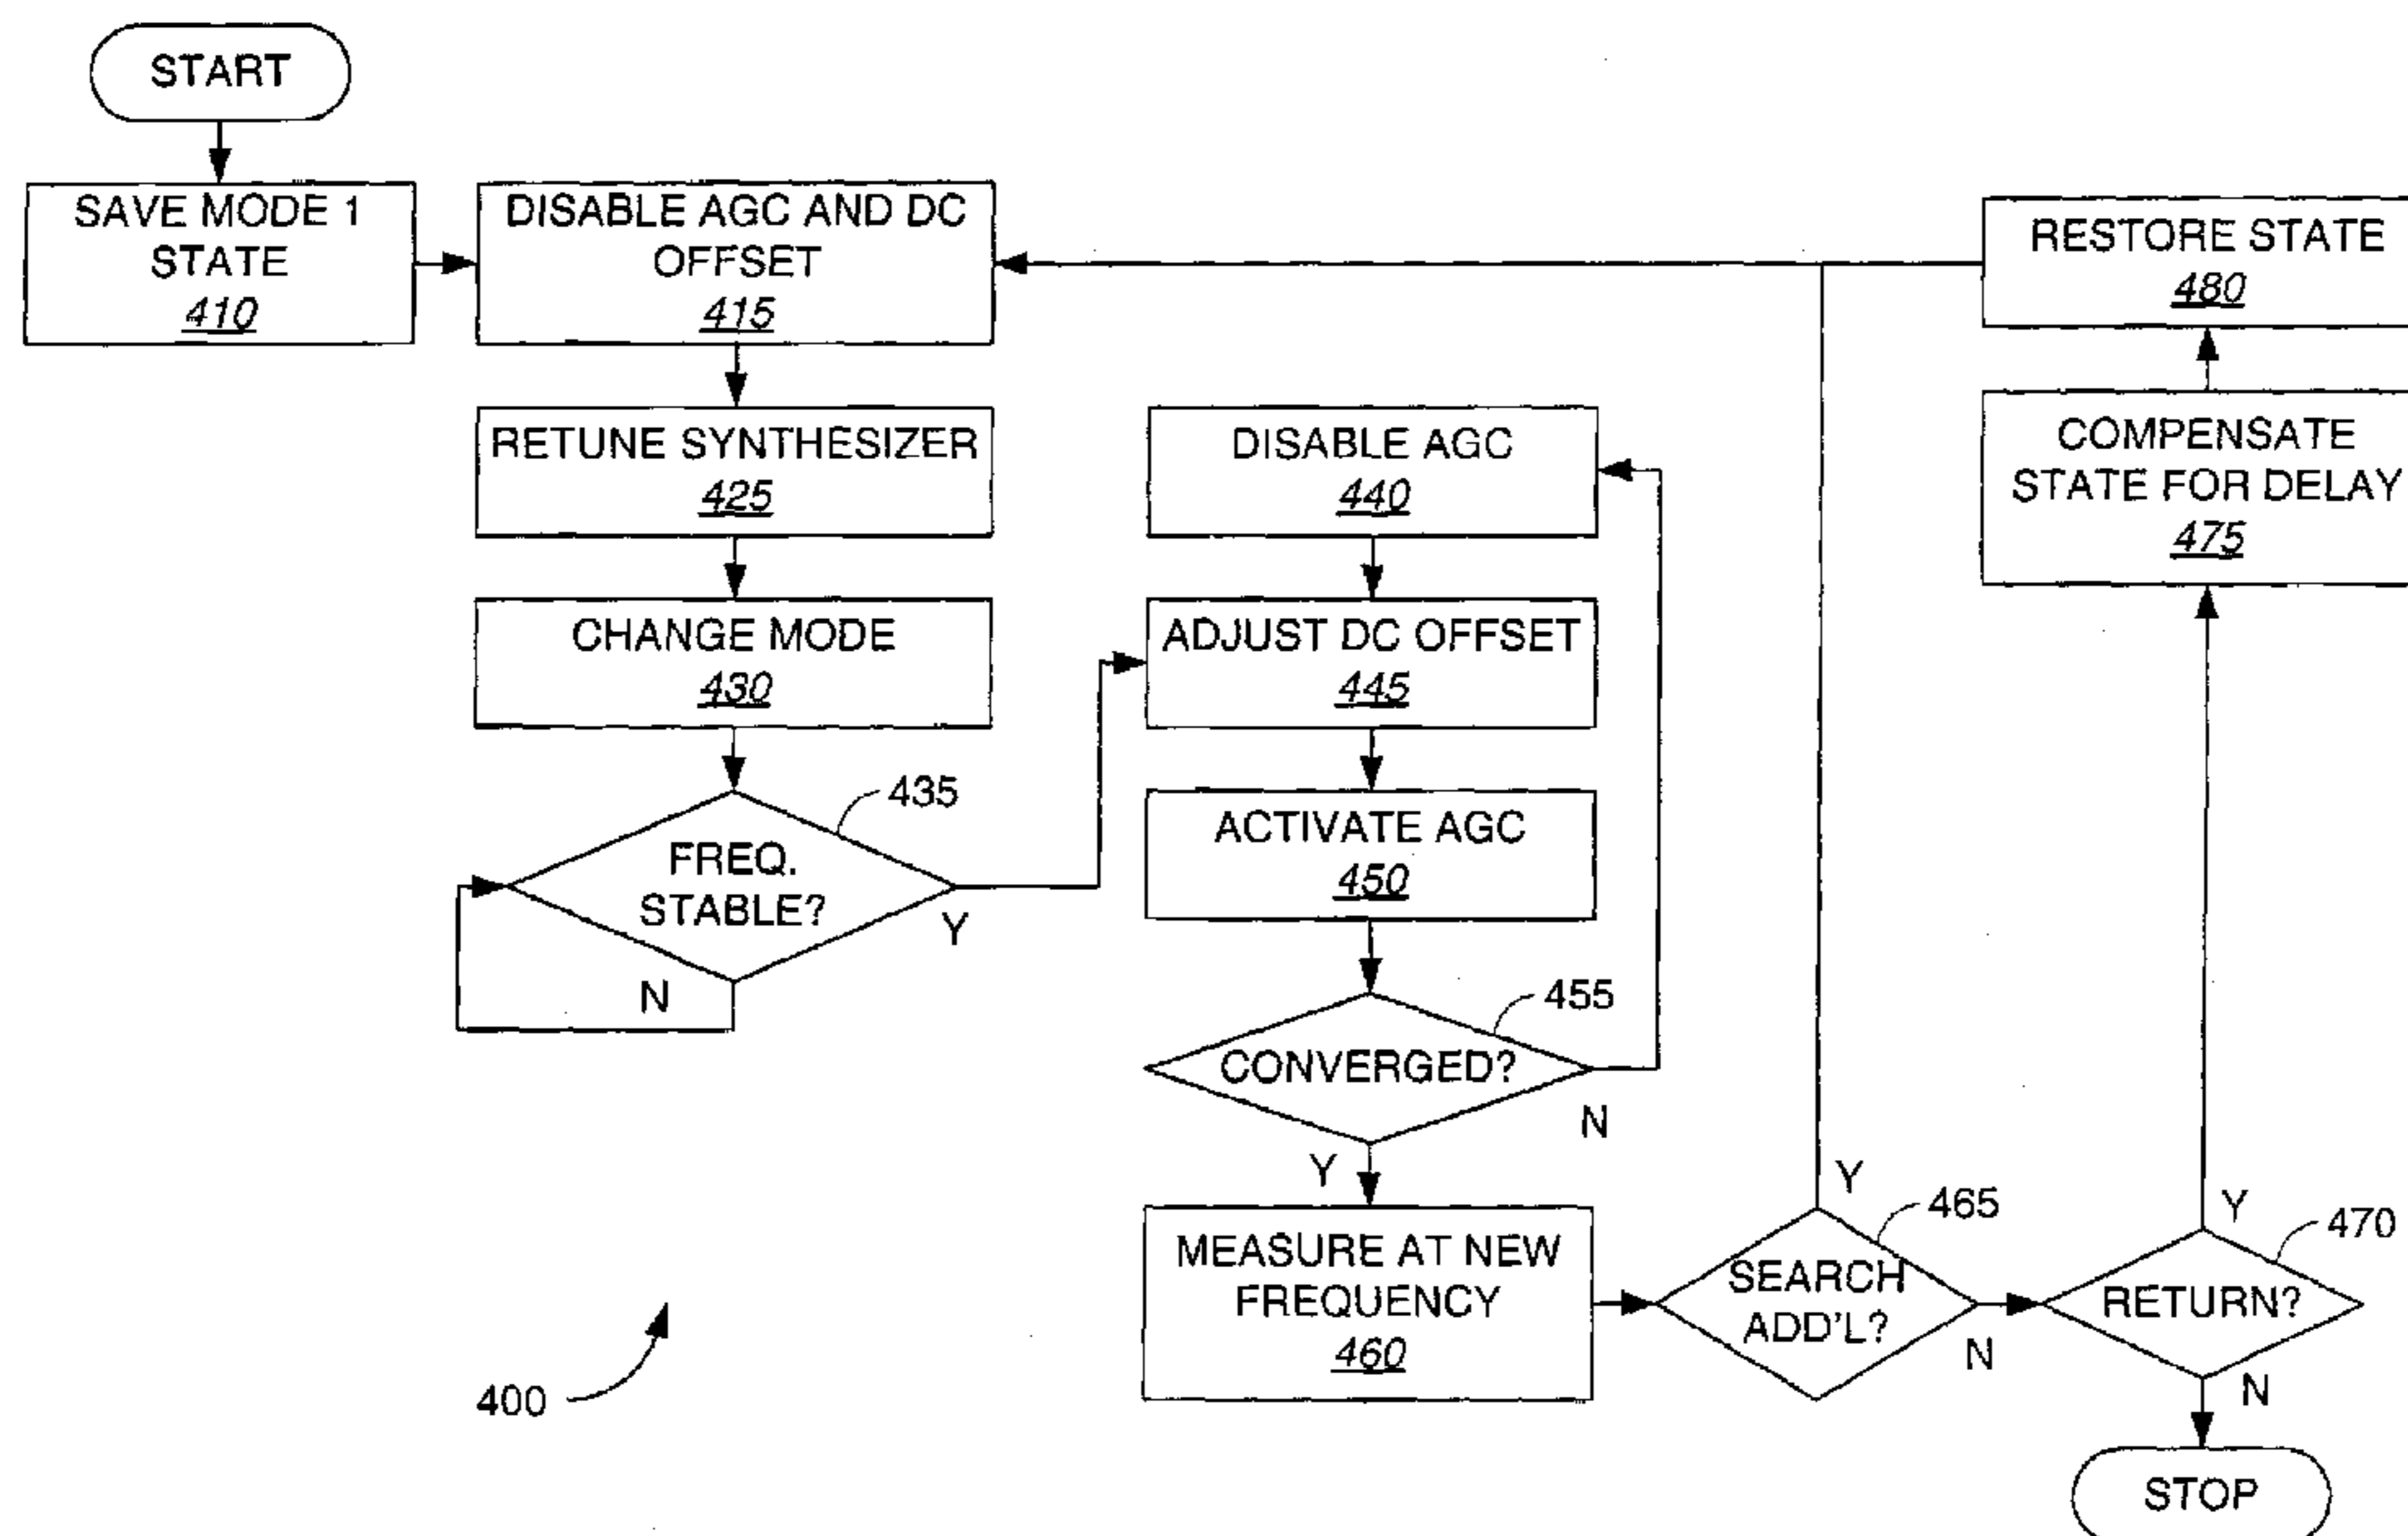 START
SAVE MODE 1
STATE
410
DISABLE AGC AND DC
OFFSET
415
RESTORE STATE
480
RETUNE SYNTHESIZER
425
DISABLE AGC
440
COMPENSATE
STATE FOR DELAY
475
CHANGE MODE
430
ADJUST DC OFFSET
445
435
FREQ.
STABLE?
Y
N
ACTIVATE AGC
450
455
CONVERGED?
N
Y
MEASURE AT NEW
FREQUENCY
460
Y
465
SEARCH
ADD'L?
N
Y
470
RETURN?
N
400
STOP